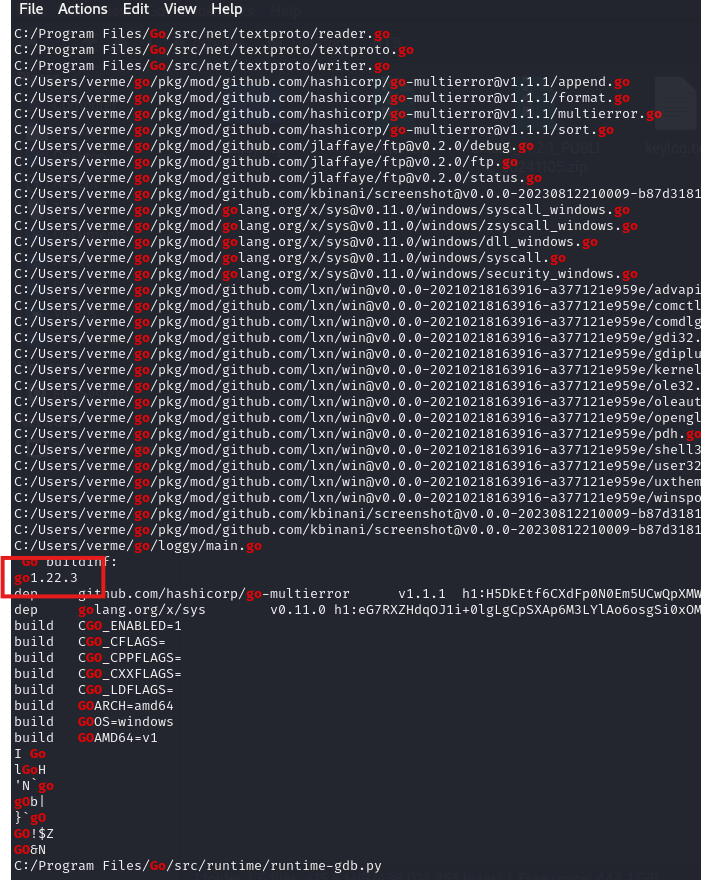 File Actions Edit View Help
C:/Program Files/Go/src/net/textproto/reader.go
C:/Program Files/Go/src/net/textproto/textproto.go
C:/Program Files/Go/src/net/textproto/writer.go
C:/Users/verme/go/pkg/mod/github.com/hashicorp/go-multierror@v1.1.1/append.go
C:/Users/verme/go/pkg/mod/github.com/hashicorp/go-multierror@v1.1.1/format.go
C:/Users/verme/go/pkg/mod/github.com/hashicorp/go-multierror@v1.1.1/multierror.go
C:/Users/verme/go/pkg/mod/github.com/hashicorp/go-multierror@v1.1.1/sort.go
C:/Users/verme/go/pkg/mod/github.com/jlaffaye/ftp@v0.2.0/debug.go
C:/Users/verme/go/pkg/mod/github.com/jlaffaye/ftp@v0.2.0/ftp.go
C:/Users/verme/go/pkg/mod/github.com/jlaffaye/ftp@v0.2.0/status.go
C:/Users/verme/go/pkg/mod/github.com/kbinani/screenshot@v0.0.0-20230812210009-b87d3181
C:/Users/verme/go/pkg/mod/golang.org/x/sys@v0.11.0/windows/syscall_windows.go
C:/Users/verme/go/pkg/mod/golang.org/x/sys@v0.11.0/windows/zsyscall_windows.go
C:/Users/verme/go/pkg/mod/golang.org/x/sys@v0.11.0/windows/dll_windows.go
C:/Users/verme/go/pkg/mod/golang.org/x/sys@v0.11.0/windows/syscall.go
C:/Users/verme/go/pkg/mod/golang.org/x/sys@v0.11.0/windows/security_windows.go
C:/Users/verme/go/pkg/mod/github.com/lxn/win@v0.0.0-20210218163916-a377121e959e/advapi
C:/Users/verme/go/pkg/mod/github.com/lxn/win@v0.0.0-20210218163916-a377121e959e/comctl
C:/Users/verme/go/pkg/mod/github.com/lxn/win@v0.0.0-20210218163916-a377121e959e/comdlg
C:/Users/verme/go/pkg/mod/github.com/lxn/win@v0.0.0-20210218163916-a377121e959e/gdi32.
C:/Users/verme/go/pkg/mod/github.com/lxn/win@v0.0.0-20210218163916-a377121e959e/gdiplu
C:/Users/verme/go/pkg/mod/github.com/lxn/win@v0.0.0-20210218163916-a377121e959e/kernel
C:/Users/verme/go/pkg/mod/github.com/lxn/win@v0.0.0-20210218163916-a377121e959e/ole32.
C:/Users/verme/go/pkg/mod/github.com/lxn/win@v0.0.0-20210218163916-a377121e959e/oleaut
C:/Users/verme/go/pkg/mod/github.com/lxn/win@v0.0.0-20210218163916-a377121e959e/opengl
C:/Users/verme/go/pkg/mod/github.com/lxn/win@v0.0.0-20210218163916-a377121e959e/pdh.go
C:/Users/verme/go/pkg/mod/github.com/lxn/win@v0.0.0-20210218163916-a377121e959e/shell3
C:/Users/verme/go/pkg/mod/github.com/lxn/win@v0.0.0-20210218163916-a377121e959e/user32
C:/Users/verme/go/pkg/mod/github.com/lxn/win@v0.0.0-20210218163916-a377121e959e/uxthem
C:/Users/verme/go/pkg/mod/github.com/lxn/win@v0.0.0-20210218163916-a377121e959e/winspo
C:/Users/verme/go/pkg/mod/github.com/kbinani/screenshot@v0.0.0-20230812210009-b87d3181
C:/Users/verme/go/pkg/mod/github.com/kbinani/screenshot@v0.0.0-20230812210009-b87d3181
C:/Users/verme/go/loggy/main.go
Go buildinf:
go1.22.3
dep github.com/hashicorp/go-multierror v1.1.1 h1:H5DkEtf6CXdFp0N0Em5UCwQpXMW
dep golang.org/x/sys v0.11.0 h1:eG7RXZHdqOJ1i+0lgLgCpSXAp6M3LYlAo6osgSi0xOM
build CGO_ENABLED=1
build CGO_CFLAGS=
build CGO_CPPFLAGS=
build CGO_CXXFLAGS=
build CGO_LDFLAGS=
build GOARCH=amd64
build GOOS=windows
build GOAMD64=v1
I Go
lGoH
'N`go
gOb|
}`gO
GO!$Z
GO&N
C:/Program Files/Go/src/runtime/runtime-gdb.py